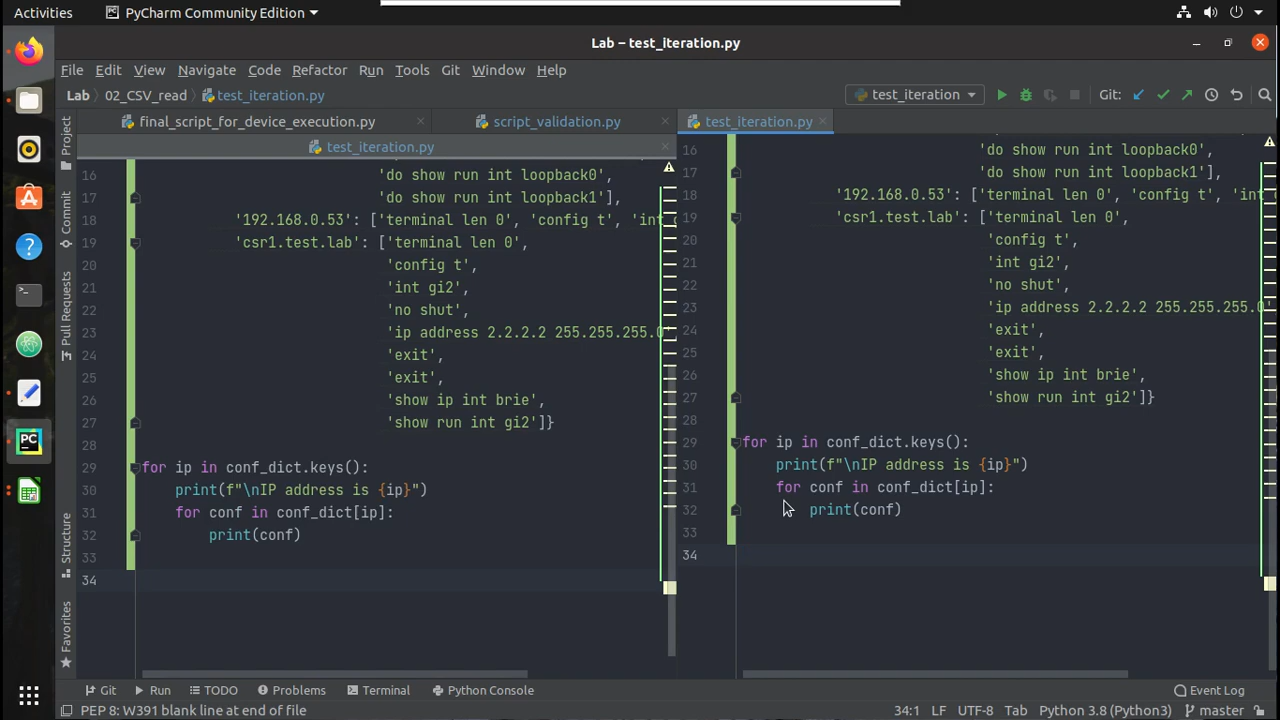 Activities PyCharm Community Edition
Lab – test_iteration.py
File Edit View Navigate Code Refactor Run Tools Git Window Help
Lab 02_CSV_read test_iteration.py test_iteration Git:
final_script_for_device_execution.py script_validation.py
test_iteration.py
Project
Commit
Pull Requests
Structure
Favorites
16 'do show run int loopback0',
17 'do show run int loopback1'],
18 '192.168.0.53': ['terminal len 0', 'config t',
19 'csr1.test.lab': ['terminal len 0',
20 'config t',
21 'int gi2',
22 'no shut',
23 'ip address 2.2.2.2 255.255.255.0'
24 'exit',
25 'exit',
26 'show ip int brie',
27 'show run int gi2']}
28
29 for ip in conf_dict.keys():
30 print(f"\nIP address is {ip}")
31 for conf in conf_dict[ip]:
32 print(conf)
33
34
test_iteration.py
16 'do show run int loopback0',
17 'do show run int loopback1'],
18 '192.168.0.53': ['terminal len 0', 'config t',
19 'csr1.test.lab': ['terminal len 0',
20 'config t',
21 'int gi2',
22 'no shut',
23 'ip address 2.2.2.2 255.255.255.0'
24 'exit',
25 'exit',
26 'show ip int brie',
27 'show run int gi2']}
28
29 for ip in conf_dict.keys():
30 print(f"\nIP address is {ip}")
31 for conf in conf_dict[ip]:
32 print(conf)
33
34
Git Run TODO Problems Terminal Python Console Event Log
PEP 8: W391 blank line at end of file 34:1 LF UTF-8 Tab Python 3.8 (Python3) master